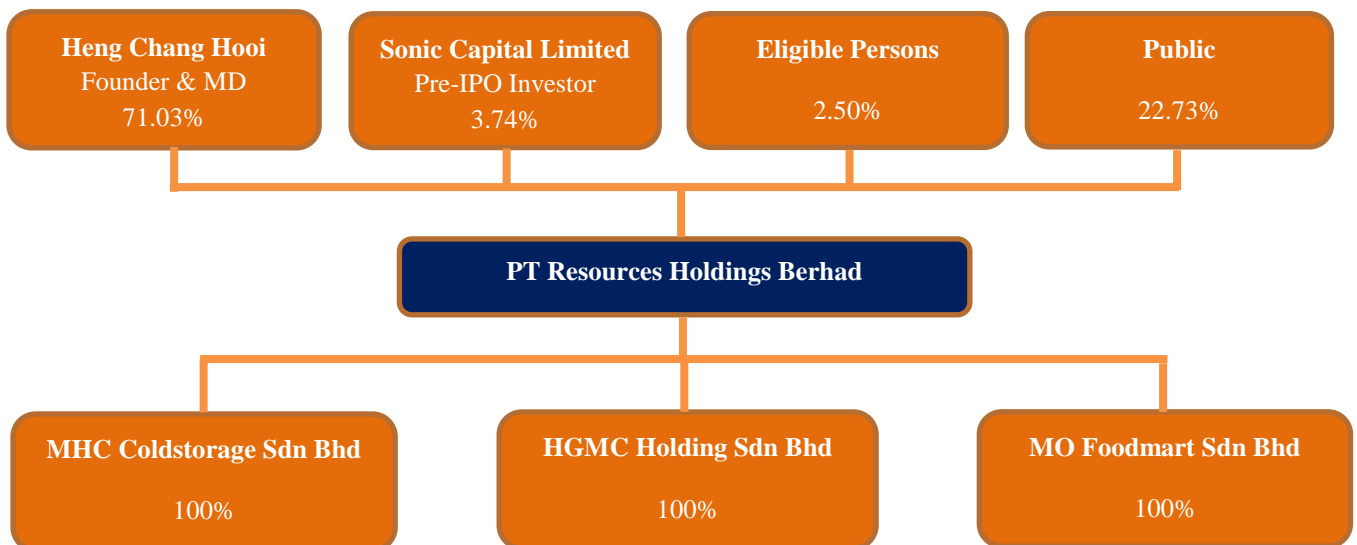 Heng Chang Hooi
Founder & MD
71.03%
Sonic Capital Limited
Pre-IPO Investor
3.74%
Eligible Persons
2.50%
Public
22.73%
PT Resources Holdings Berhad
MHC Coldstorage Sdn Bhd
100%
HGMC Holding Sdn Bhd
100%
MO Foodmart Sdn Bhd
100%